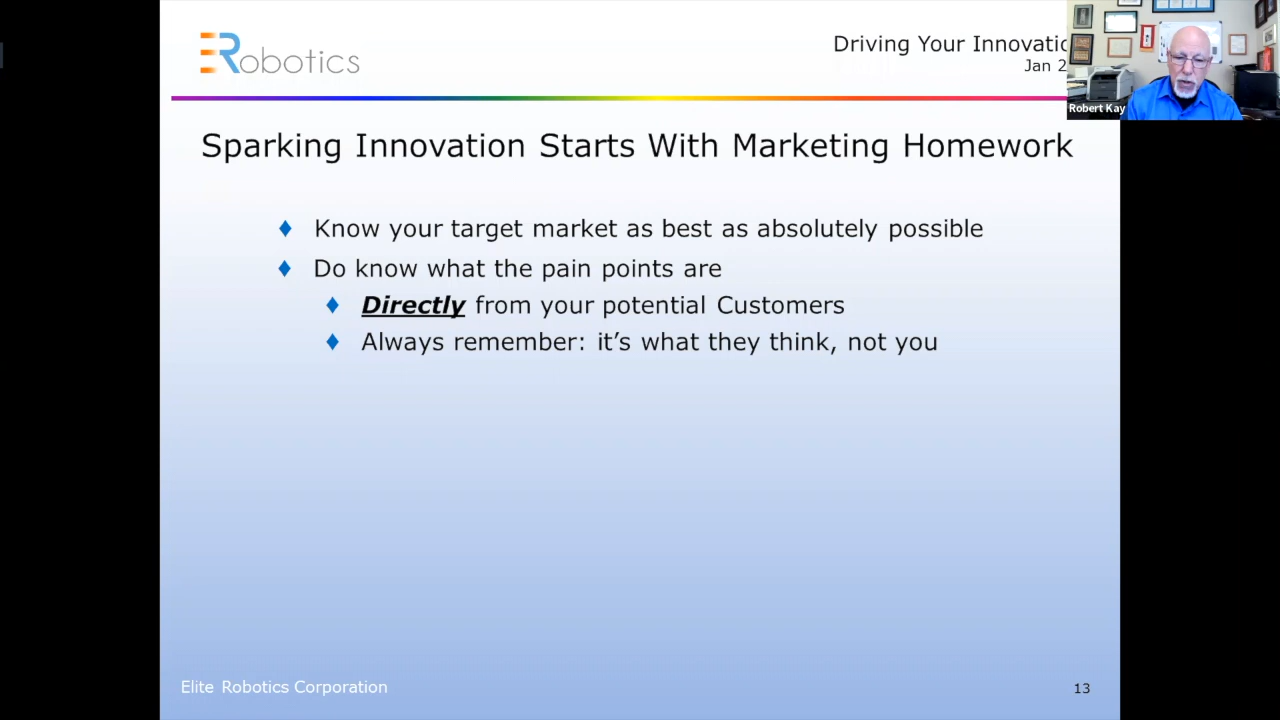 ERobotics
Driving Your Innovatio
Jan 2
Robert Kay
Sparking Innovation Starts With Marketing Homework
Know your target market as best as absolutely possible
Do know what the pain points are
Directly from your potential Customers
Always remember: it’s what they think, not you
Elite Robotics Corporation
13